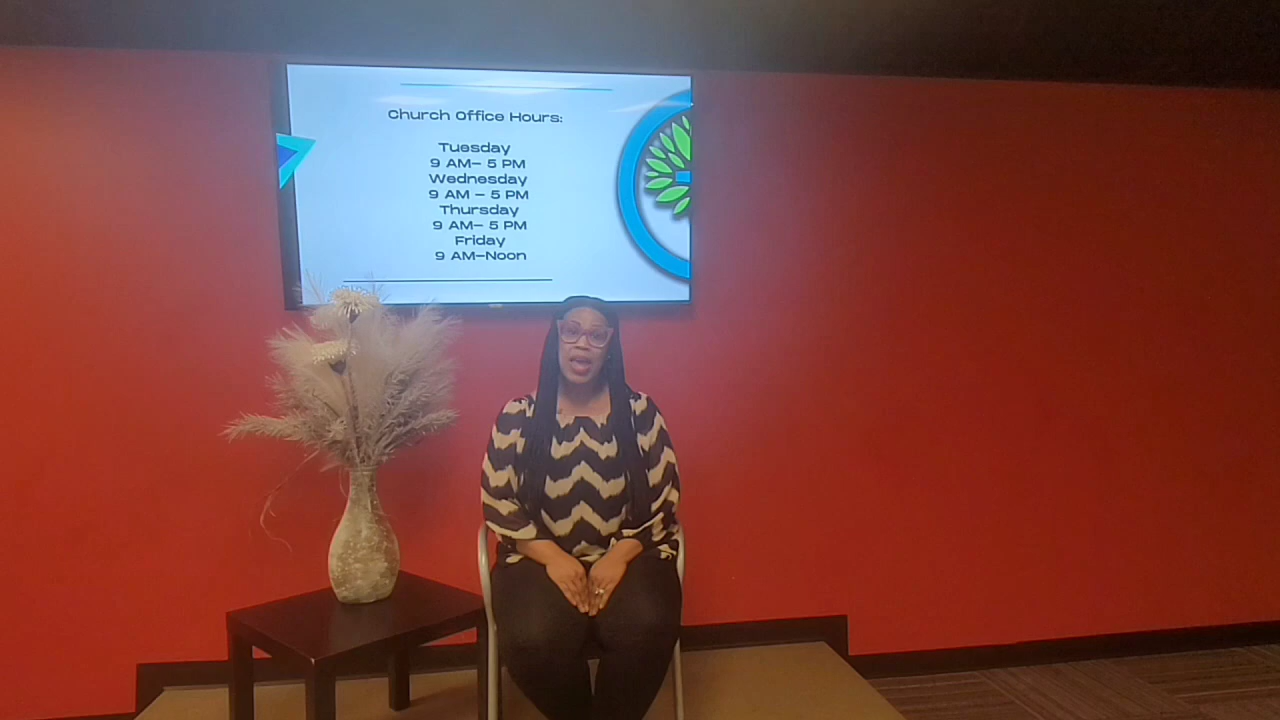 Church Office Hours:
Tuesday
9 AM- 5 PM
Wednesday
9 AM - 5 PM
Thursday
9 AM- 5 PM
Friday
9 AM-Noon